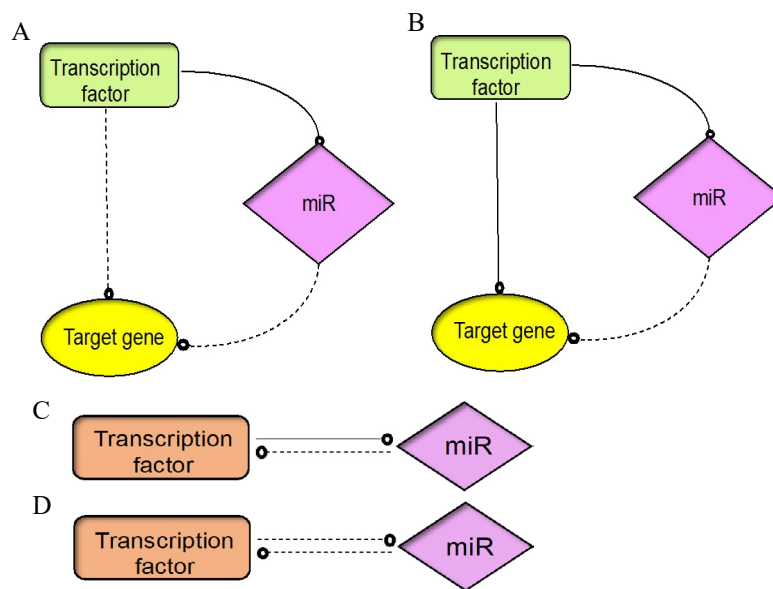 A
Transcription
factor
miR
Target gene
B
Transcription
factor
miR
Target gene
C
Transcription
factor
miR
D
Transcription
factor
miR